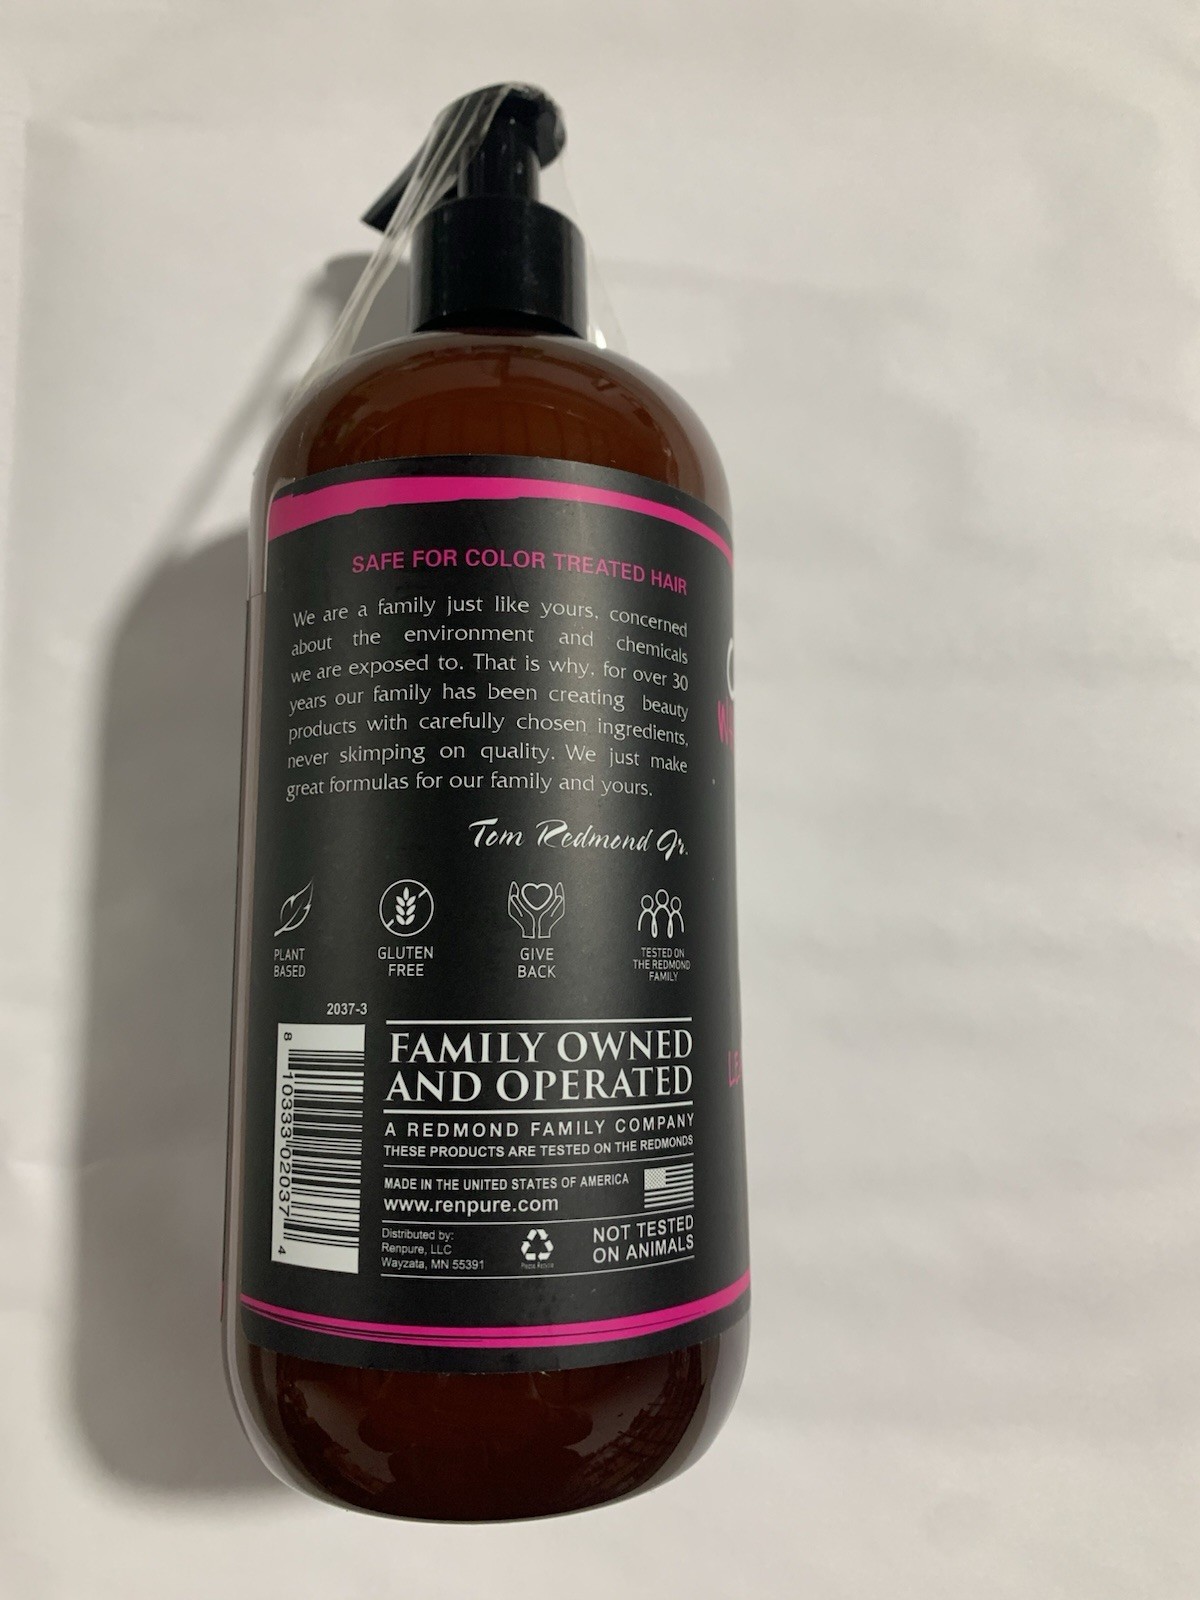 SAFE FOR COLOR TREATED HAIR
We are a family just like yours, concerned
about the environment and chemicals
we are exposed to. That is why, for over 30
years our family has been creating beauty
products with carefully chosen ingredients,
never skimping on quality. We just make
great formulas for our family and yours.
Tom Redmond Jr.
PLANT
BASED
GLUTEN
FREE
GIVE
BACK
TESTED ON
THE REDMOND
FAMILY
2037-3
8 10333 02037 4
FAMILY OWNED
AND OPERATED
A REDMOND FAMILY COMPANY
THESE PRODUCTS ARE TESTED ON THE REDMONDS
MADE IN THE UNITED STATES OF AMERICA
www.renpure.com
Distributed by:
Renpure, LLC
Wayzata, MN 55391
Please Recycle
NOT TESTED
ON ANIMALS